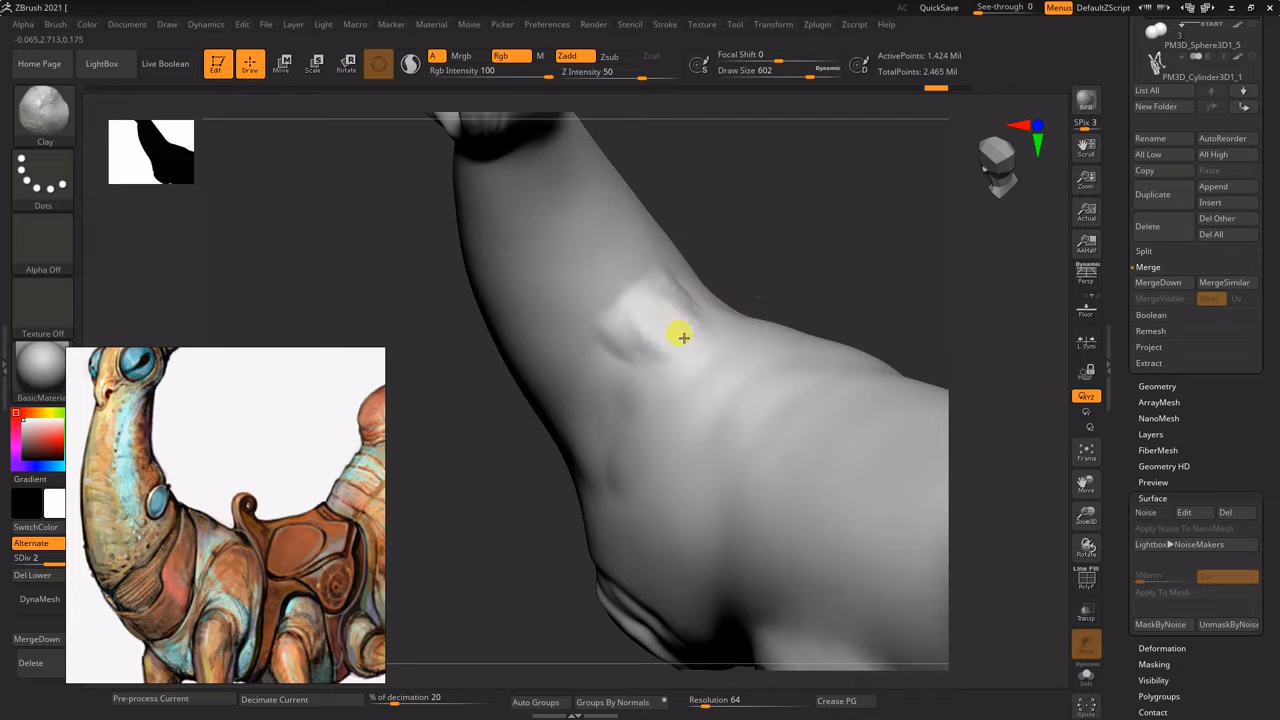 ZBrush 2021 [
AC QuickSave See-through 0 Menus DefaultZScript
Alpha Brush Color Document Draw Dynamics Edit File Layer Light Macro Marker Material Movie Picker Preferences Render Stencil Stroke Texture Tool Transform Zplugin Zscript Help
-0.065,2.713,0.175
Home Page LightBox Live Boolean Edit Draw Move Scale Rotate
A Mrgb Rgb M Zadd Zsub Zcut
Rgb Intensity 100 Z Intensity 50
Focal Shift 0
Draw Size 602 Dynamic
ActivePoints: 1.424 Mil
TotalPoints: 2.465 Mil
Clay
Dots
Alpha Off
Texture Off
BasicMateria
Gradient
SwitchColor
Alternate
SDiv 2
Del Lower
DynaMesh
MergeDown
Delete
BPR
SPix 3
Scroll
Zoom
Actual
AAHalf
Dynamic
Persp
Floor
L.Sym
XYZ
Frame
Move
Zoom3D
Rotate
Line Fill
PolyF
Transp
Dynamic
Solo
Xpose
START
3
PM3D_Sphere3D1_5
PM3D_Cylinder3D1_1
List All
New Folder
Rename AutoReorder
All Low All High
Copy Paste
Duplicate Append
Insert
Delete Del Other
Del All
Split
Merge
MergeDown MergeSimilar
MergeVisible Weld Uv
Boolean
Remesh
Project
Extract
Geometry
ArrayMesh
NanoMesh
Layers
FiberMesh
Geometry HD
Preview
Surface
Noise Edit Del
Apply Noise To NanoMesh
Lightbox▶NoiseMakers
SNorm
Apply To Mesh
MaskByNoise UnmaskByNoise
Deformation
Masking
Visibility
Polygroups
Contact
Pre-process Current Decimate Current % of decimation 20 Auto Groups Groups By Normals Resolution 64 Crease PG